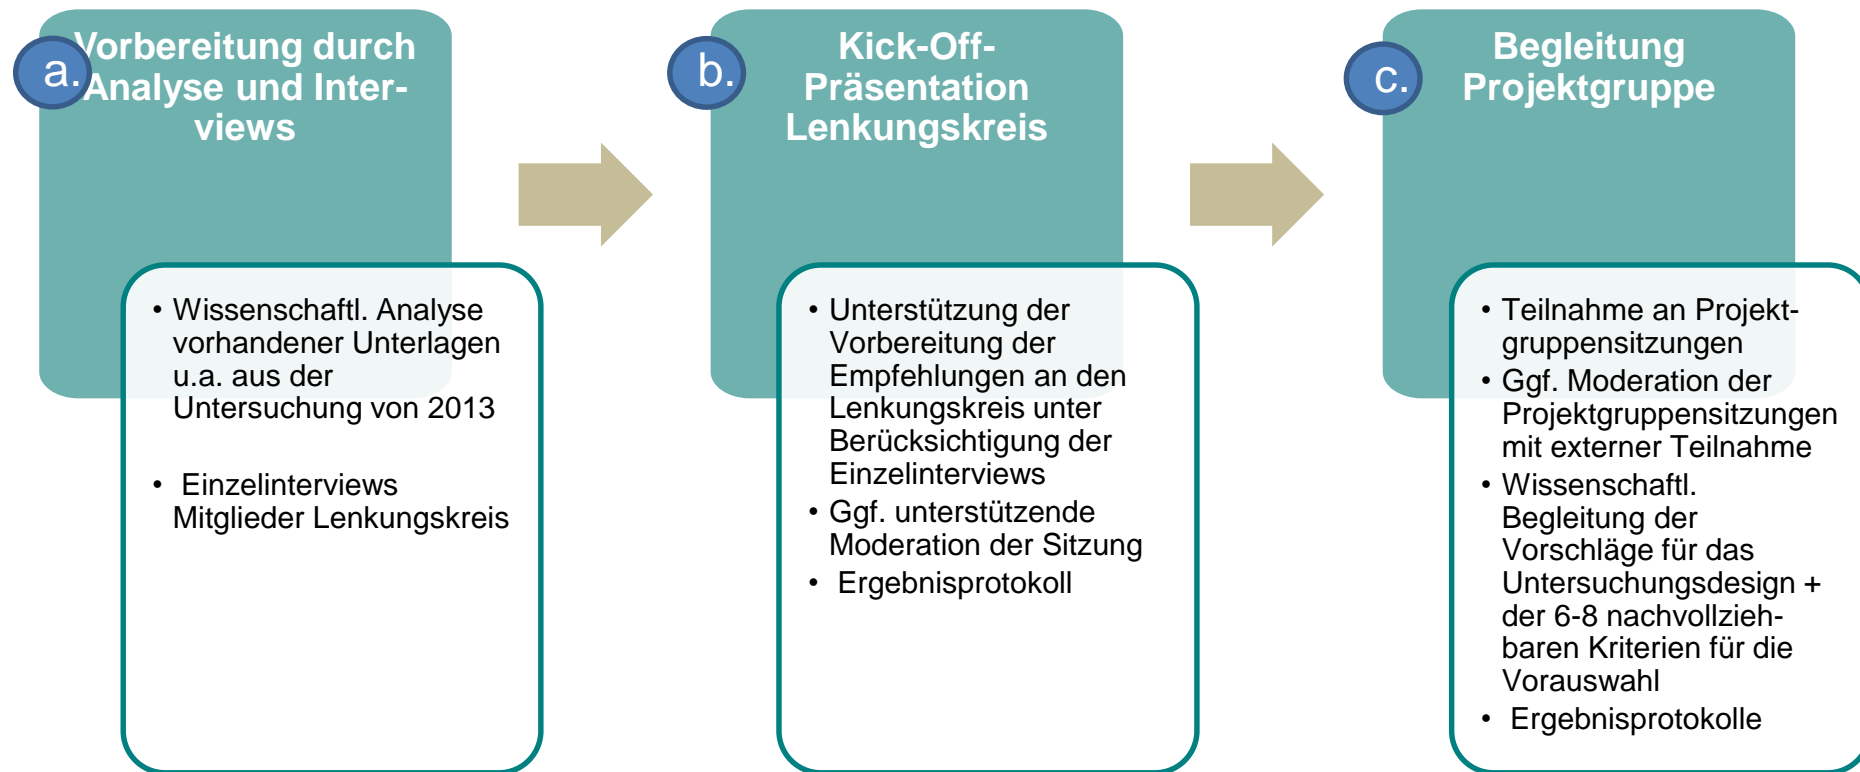 a.
Vorbereitung durch
Analyse und Inter-
views
• Wissenschaftl. Analyse
vorhandener Unterlagen
u.a. aus der
Untersuchung von 2013
• Einzelinterviews
Mitglieder Lenkungskreis
b.
Kick-Off-
Präsentation
Lenkungskreis
• Unterstützung der
Vorbereitung der
Empfehlungen an den
Lenkungskreis unter
Berücksichtigung der
Einzelinterviews
• Ggf. unterstützende
Moderation der Sitzung
• Ergebnisprotokoll
c.
Begleitung
Projektgruppe
• Teilnahme an Projekt-
gruppensitzungen
• Ggf. Moderation der
Projektgruppensitzungen
mit externer Teilnahme
• Wissenschaftl.
Begleitung der
Vorschläge für das
Untersuchungsdesign +
der 6-8 nachvollzieh-
baren Kriterien für die
Vorauswahl
• Ergebnisprotokolle